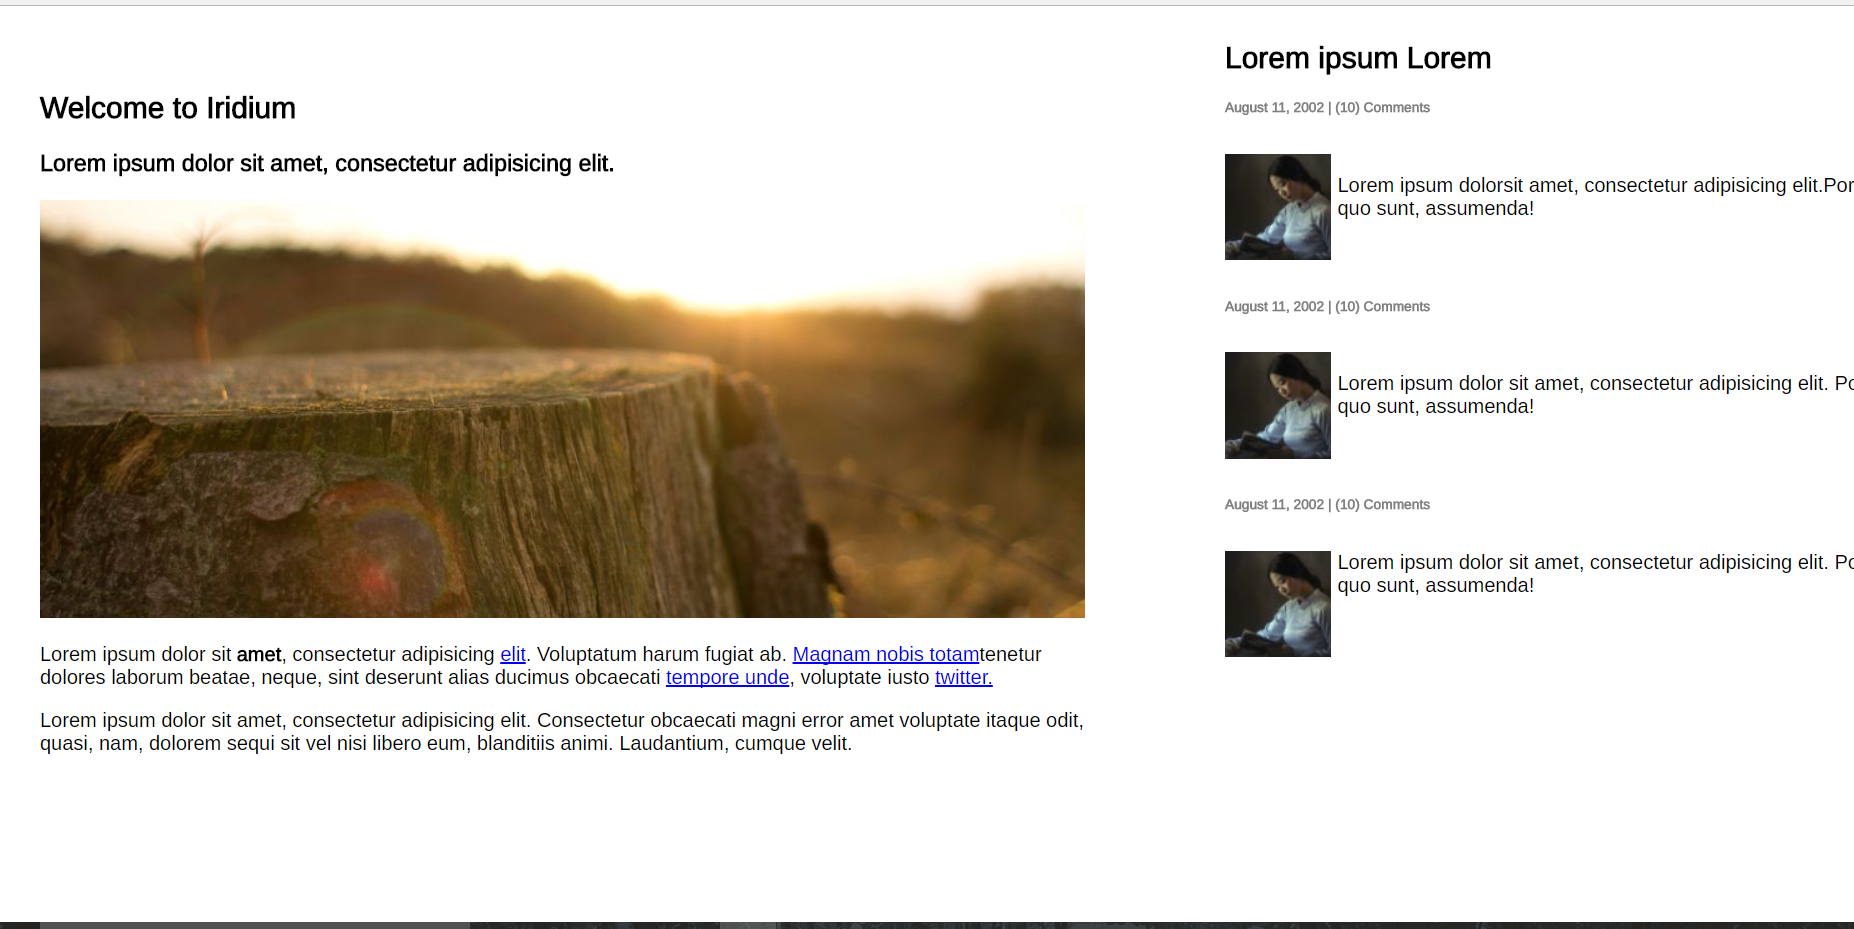 Welcome to Iridium
Lorem ipsum dolor sit amet, consectetur adipisicing elit.
Lorem ipsum dolor sit amet, consectetur adipisicing elit. Voluptatum harum fugiat ab. Magnam nobis totamtenetur
dolores laborum beatae, neque, sint deserunt alias ducimus obcaecati tempore unde, voluptate iusto twitter.
Lorem ipsum dolor sit amet, consectetur adipisicing elit. Consectetur obcaecati magni error amet voluptate itaque odit,
quasi, nam, dolorem sequi sit vel nisi libero eum, blanditiis animi. Laudantium, cumque velit.
Lorem ipsum Lorem
August 11, 2002 | (10) Comments
Lorem ipsum dolorsit amet, consectetur adipisicing elit.Por
quo sunt, assumenda!
August 11, 2002 | (10) Comments
Lorem ipsum dolor sit amet, consectetur adipisicing elit. Po
quo sunt, assumenda!
August 11, 2002 | (10) Comments
Lorem ipsum dolor sit amet, consectetur adipisicing elit. Po
quo sunt, assumenda!